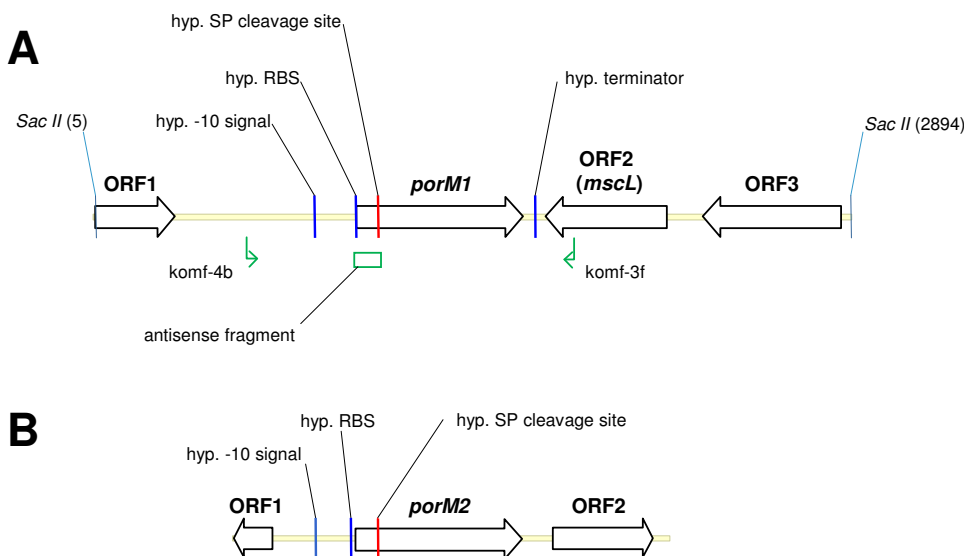 A
hyp. SP cleavage site
hyp. RBS
hyp. terminator
Sac II (5)
hyp. -10 signal
Sac II (2894)
ORF1
porM1
ORF2
(mscL)
ORF3
komf-4b
komf-3f
antisense fragment
B
hyp. RBS
hyp. SP cleavage site
hyp. -10 signal
ORF1
porM2
ORF2